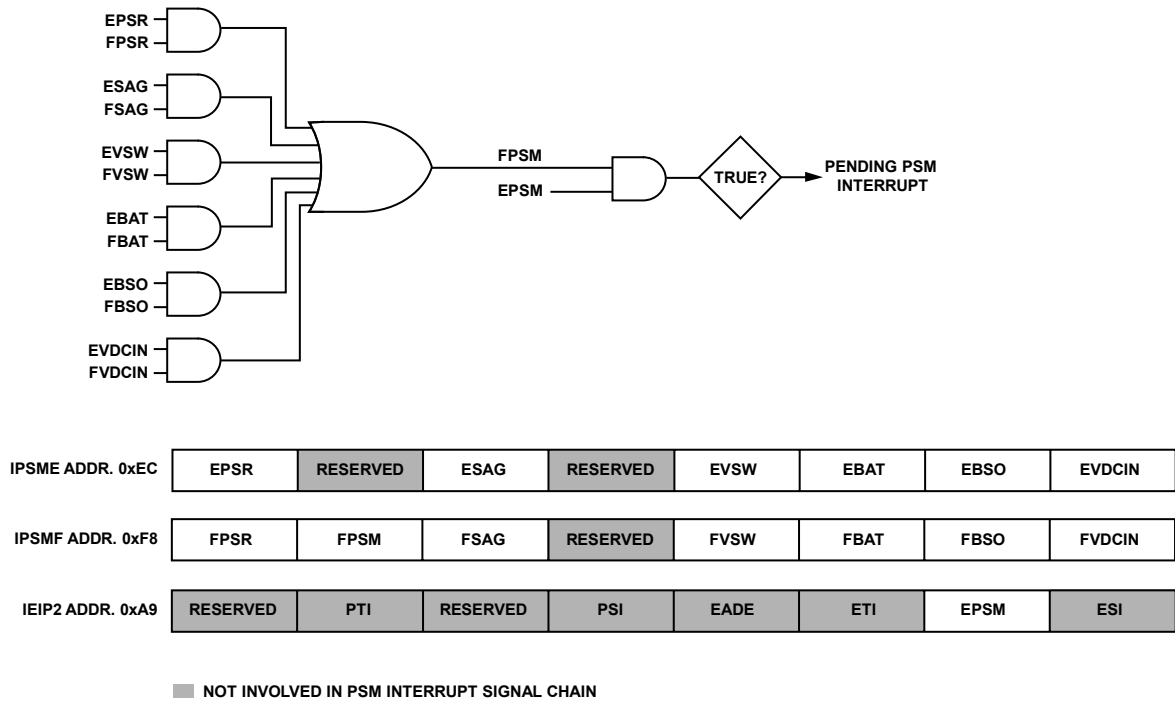 EPSR
FPSR
ESAG
FSAG
EVSW
FVSW
EBAT
FBAT
EBSO
FBSO
EVDCIN
FVDCIN
FPSM
EPSM
TRUE?
PENDING PSM
INTERRUPT
IPSME ADDR. 0xEC EPSR RESERVED ESAG RESERVED EVSW EBAT EBSO EVDCIN
IPSMF ADDR. 0xF8 FPSR FPSM FSAG RESERVED FVSW FBAT FBSO FVDCIN
IEIP2 ADDR. 0xA9 RESERVED PTI RESERVED PSI EADE ETI EPSM ESI
NOT INVOLVED IN PSM INTERRUPT SIGNAL CHAIN